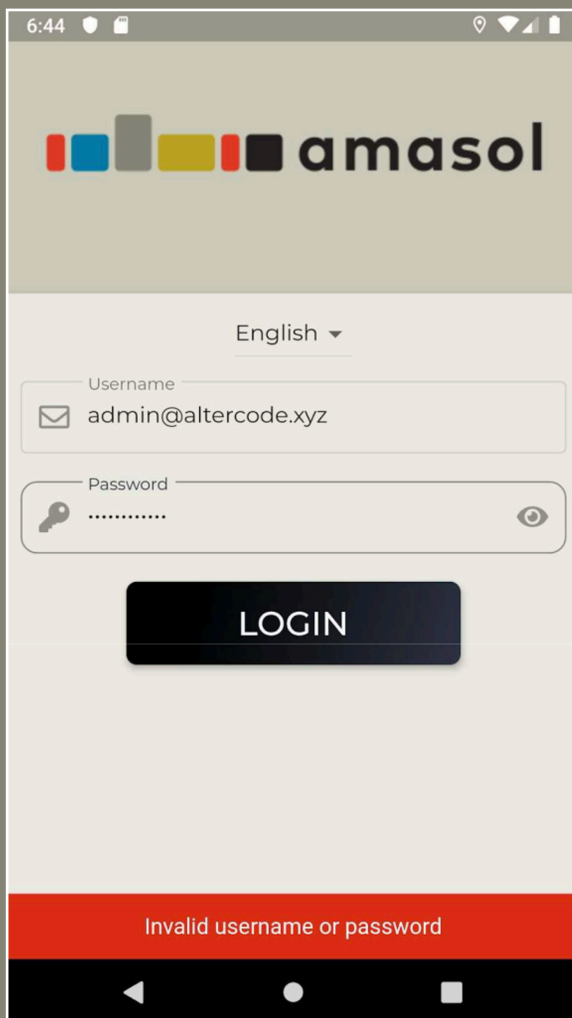 6:44
amasol
English
Username
admin@altercode.xyz
Password
............
LOGIN
Invalid username or password